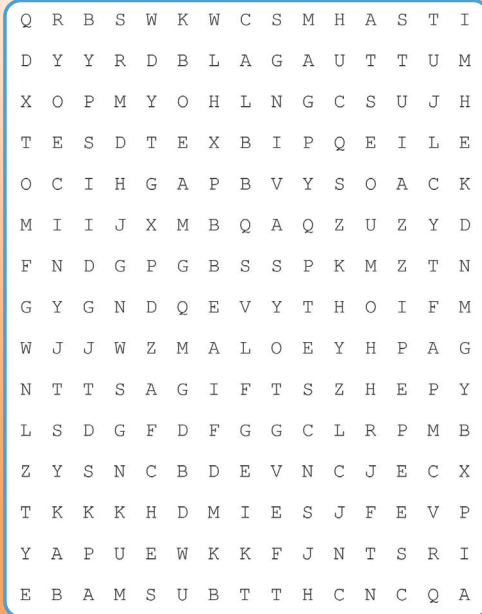 Q R B S W K W C S M H A S T I
D Y Y R D B L A G A U T T U M
X O P M Y O H L N G C S U J H
T E S D T E X B I P Q E I L E
O C I H G A P B V Y S O A C K
M I I J X M B Q A Q Z U Z Y D
F N D G P G B S S P K M Z T N
G Y G N D Q E V Y T H O I F M
W J J W Z M A L O E Y H P A G
N T T S A G I F T S Z H E P Y
L S D G F D F G G C L R P M B
Z Y S N C B D E V N C J E C X
T K K K H D M I E S J F E V P
Y A P U E W K K F J N T S R I
E B A M S U B T T H C N C Q A